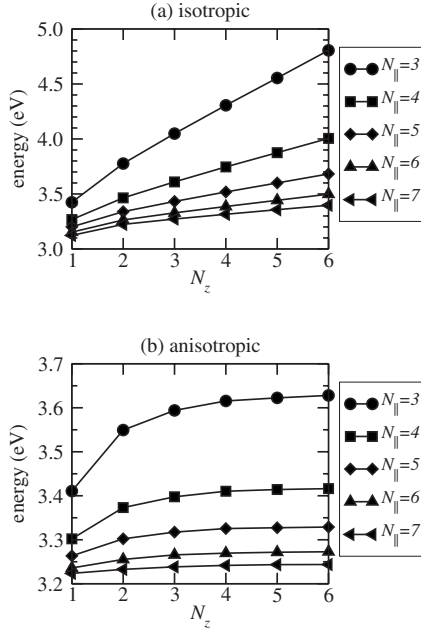 (a) isotropic
5.0
4.5
4.0
3.5
3.0
energy (eV)
1 2 3 4 5 6
N_z
N_∥=3
N_∥=4
N_∥=5
N_∥=6
N_∥=7
(b) anisotropic
3.7
3.6
3.5
3.4
3.3
3.2
energy (eV)
1 2 3 4 5 6
N_z
N_∥=3
N_∥=4
N_∥=5
N_∥=6
N_∥=7